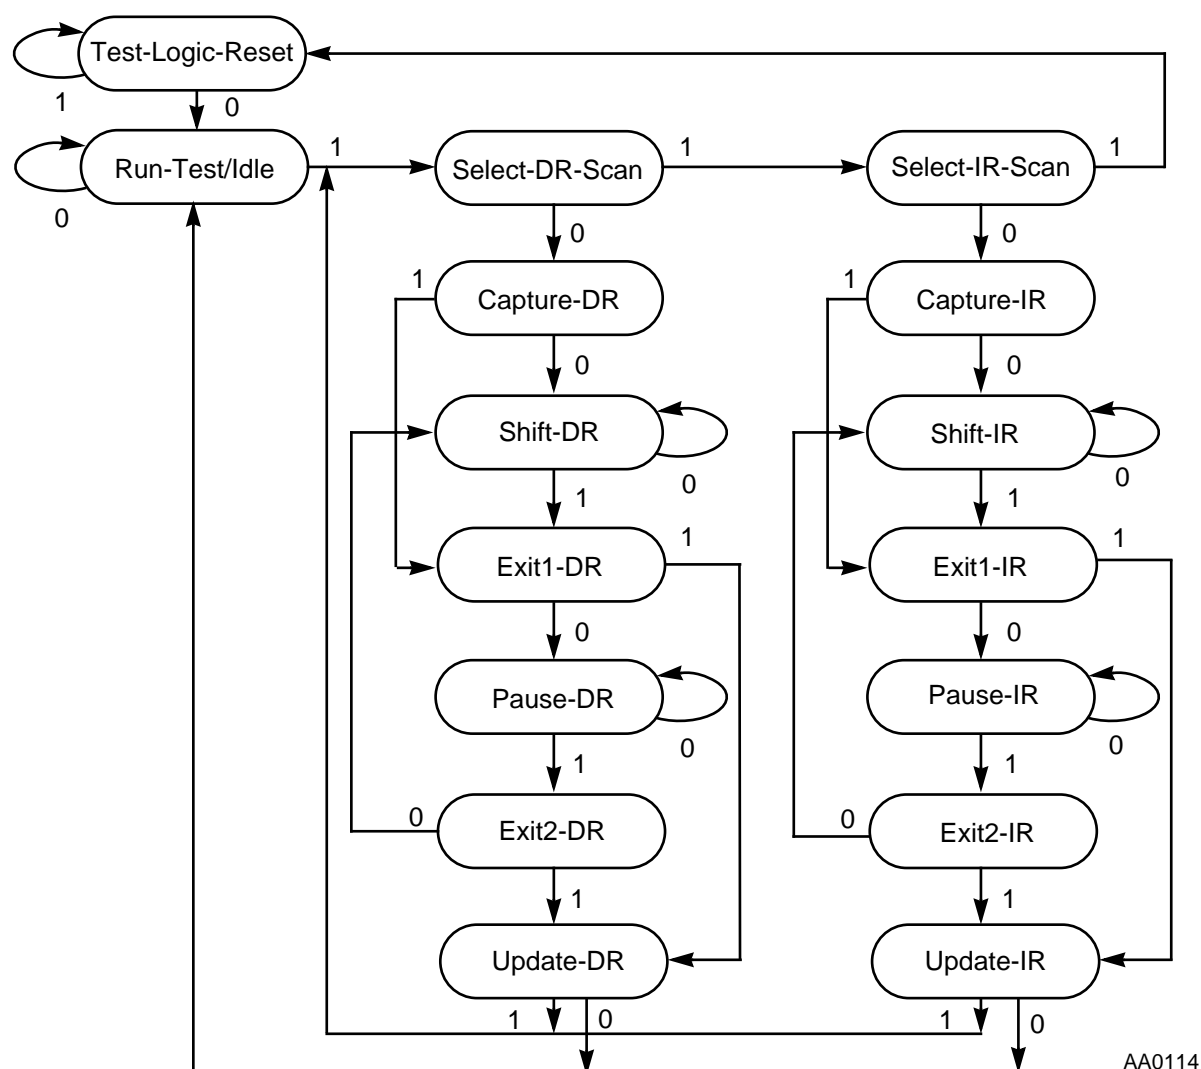 Test-Logic-Reset
1
0
Run-Test/Idle
1
Select-DR-Scan
1
Select-IR-Scan
1
0
0
0
1
Capture-DR
1
Capture-IR
0
0
Shift-DR
Shift-IR
0
0
1
1
Exit1-DR
1
Exit1-IR
1
0
0
Pause-DR
Pause-IR
0
0
1
1
0
Exit2-DR
0
Exit2-IR
1
1
Update-DR
Update-IR
1
0
1
0
AA0114